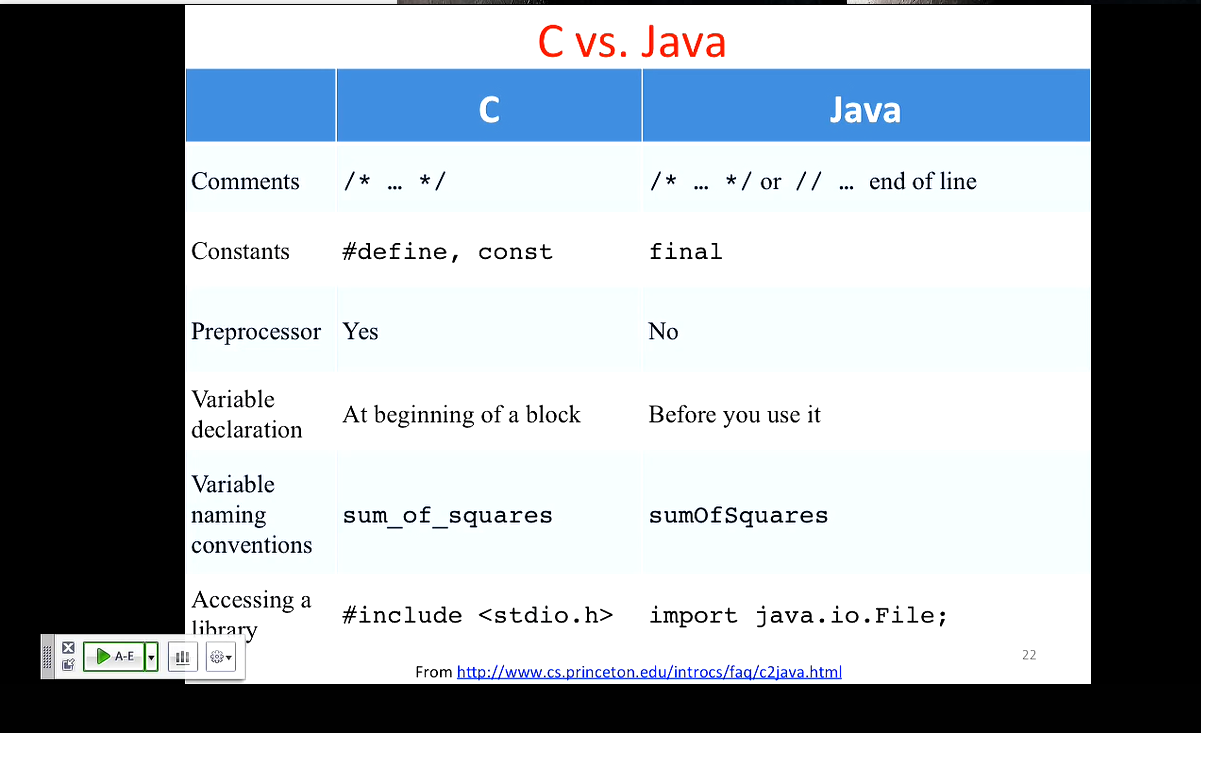 C vs. Java
C Java
Comments /* … */ /* … */ or // … end of line
Constants #define, const final
Preprocessor Yes No
Variable
declaration At beginning of a block Before you use it
Variable
naming
conventions sum_of_squares sumOfSquares
Accessing a
library #include <stdio.h> import java.io.File;
A-E
22
From http://www.cs.princeton.edu/introcs/faq/c2java.html